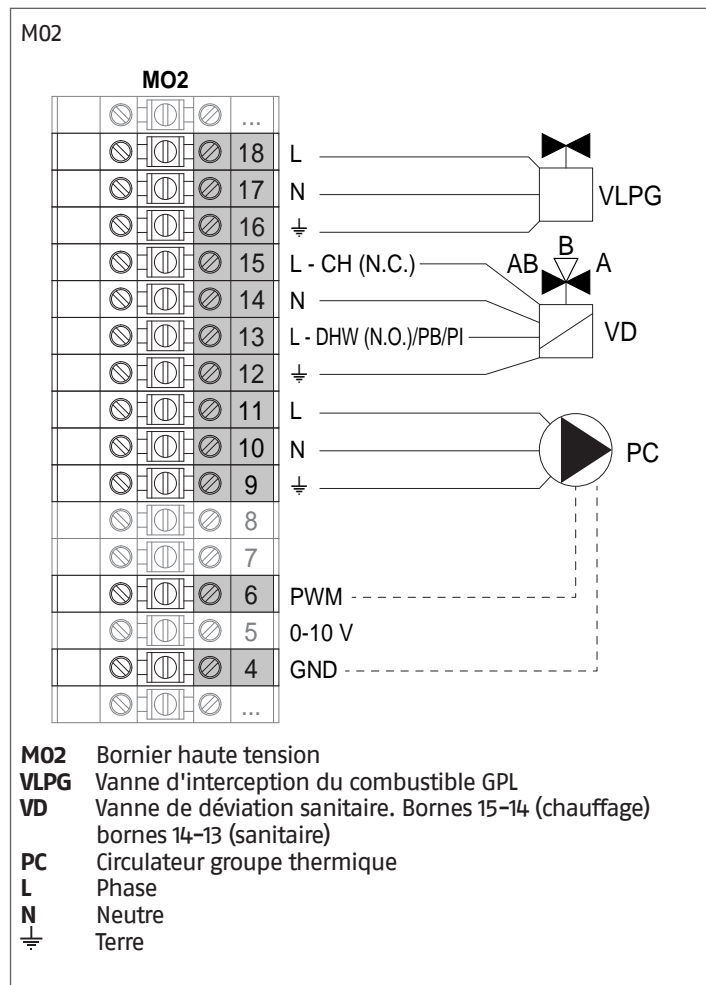 M02
MO2
...
18 L
17 N VLPG
16 ⏚
B
15 L - CH (N.C.) AB A
14 N
13 L - DHW (N.O.)/PB/PI VD
12 ⏚
11 L
10 N PC
9 ⏚
8
7
6 PWM
5 0-10 V
4 GND
...
M02 Bornier haute tension
VLPG Vanne d'interception du combustible GPL
VD Vanne de déviation sanitaire. Bornes 15-14 (chauffage)
bornes 14-13 (sanitaire)
PC Circulateur groupe thermique
L Phase
N Neutre
⏚ Terre